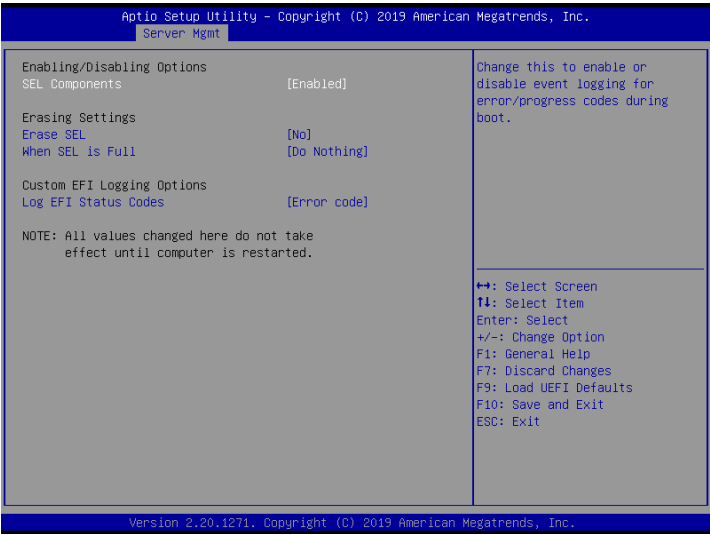 Aptio Setup Utility – Copyright (C) 2019 American Megatrends, Inc.
Server Mgmt
Enabling/Disabling Options
SEL Components [Enabled]
Erasing Settings
Erase SEL [No]
When SEL is Full [Do Nothing]
Custom EFI Logging Options
Log EFI Status Codes [Error code]
NOTE: All values changed here do not take
effect until computer is restarted.
Change this to enable or
disable event logging for
error/progress codes during
boot.
↔: Select Screen
↑↓: Select Item
Enter: Select
+/-: Change Option
F1: General Help
F7: Discard Changes
F9: Load UEFI Defaults
F10: Save and Exit
ESC: Exit
Version 2.20.1271. Copyright (C) 2019 American Megatrends, Inc.